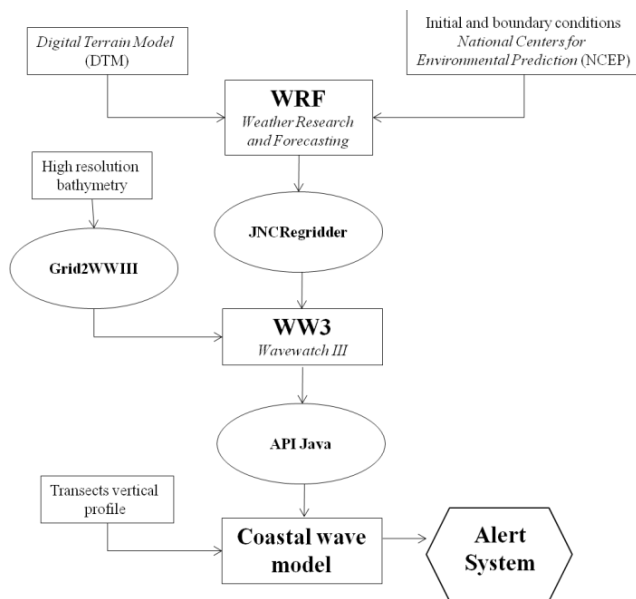 Digital Terrain Model
(DTM)
Initial and boundary conditions
National Centers for
Environmental Prediction (NCEP)
WRF
Weather Research
and Forecasting
High resolution
bathymetry
JNCRegridder
Grid2WWIII
WW3
Wavewatch III
API Java
Transects vertical
profile
Coastal wave
model
Alert
System